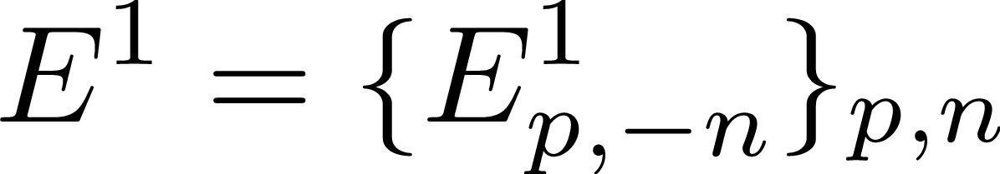 E^1 = \{E^1_{p,-n}\}_{p,n}